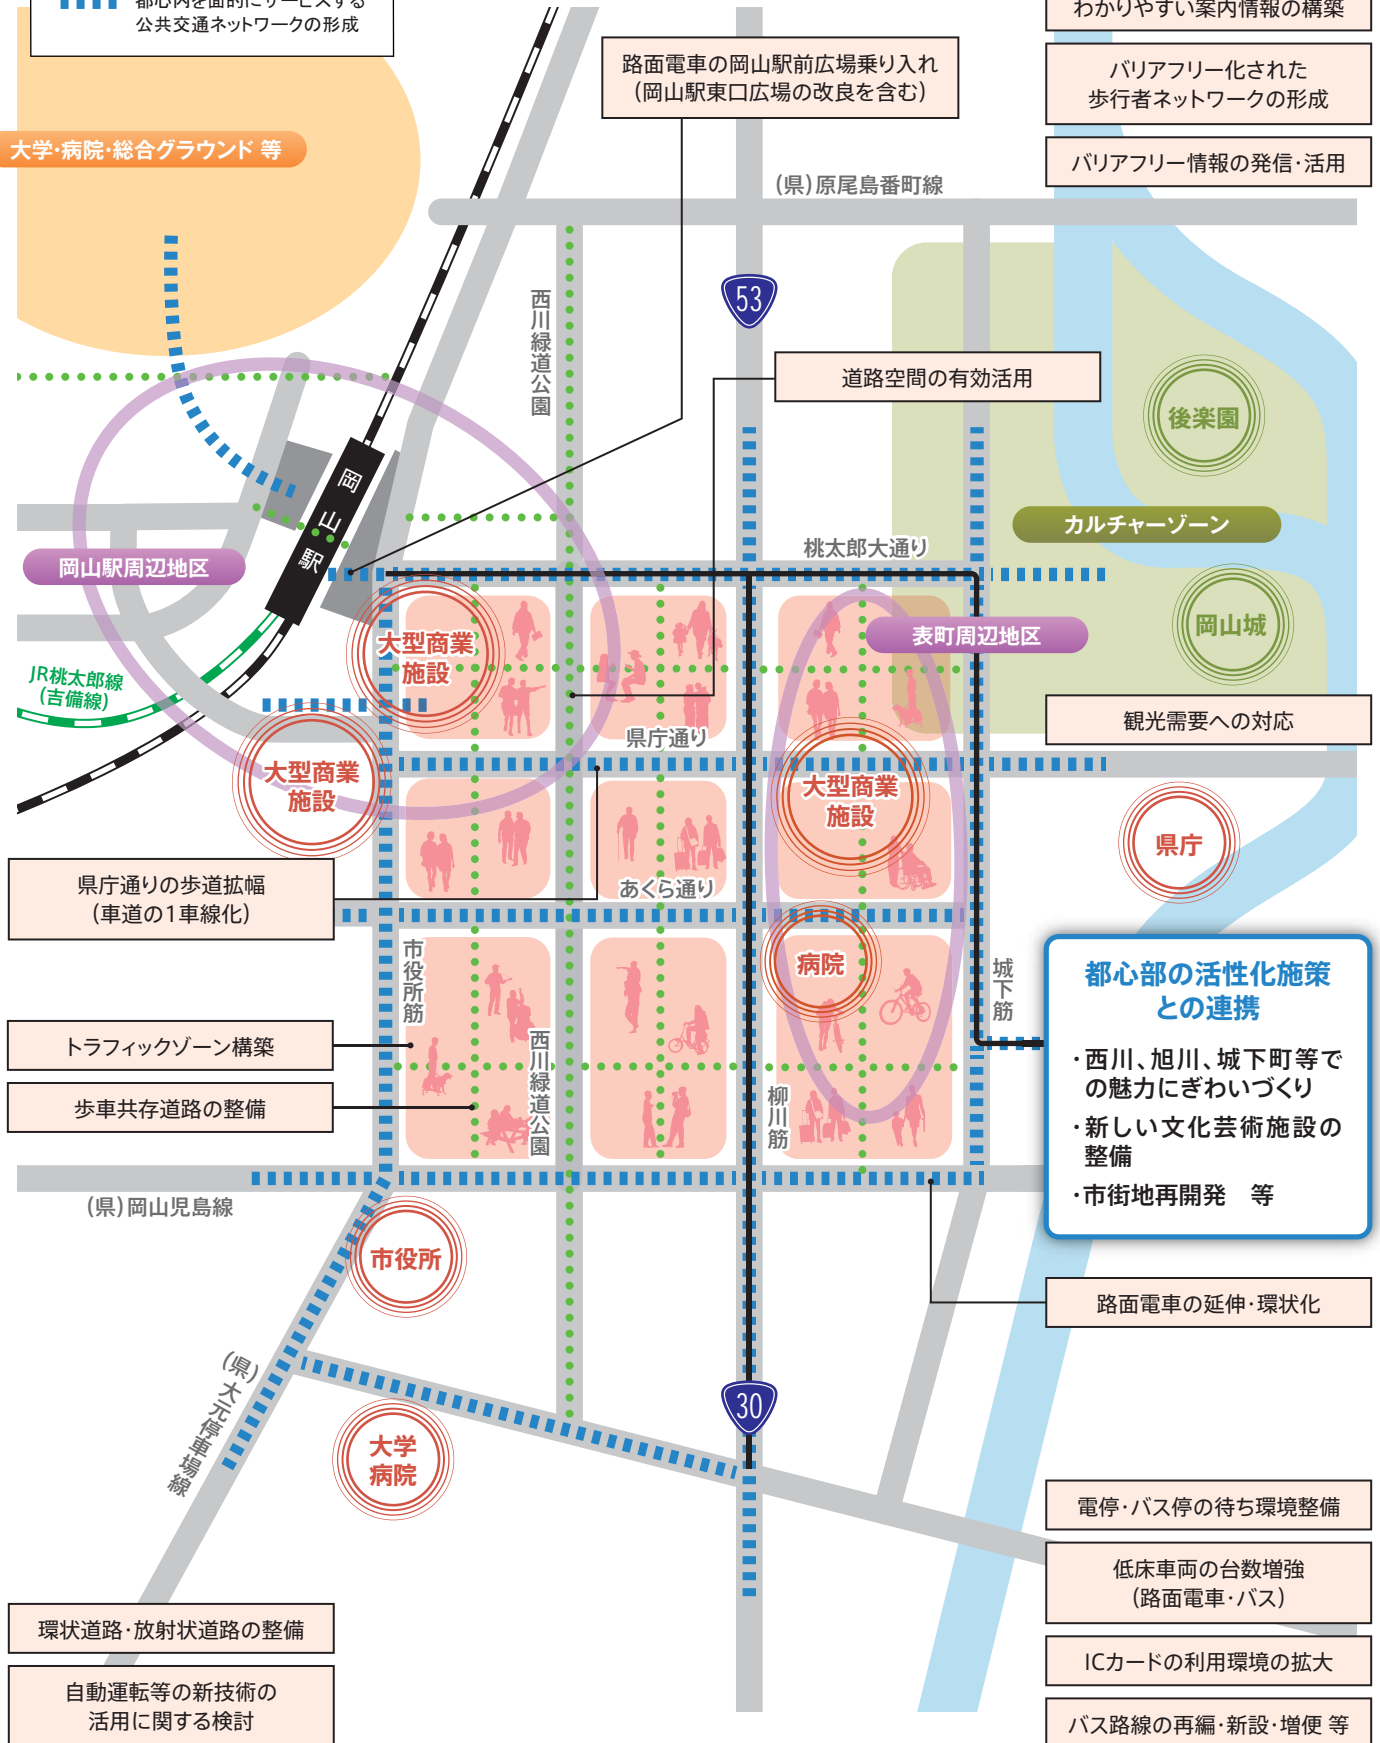 都心内を面的にサービスする
公共交通ネットワークの形成
わかりやすい案内情報の構築
路面電車の岡山駅前広場乗り入れ
(岡山駅東口広場の改良を含む)
バリアフリー化された
歩行者ネットワークの形成
大学・病院・総合グラウンド 等
バリアフリー情報の発信・活用
(県)原尾島番町線
西川緑道公園
53
道路空間の有効活用
後楽園
岡山駅
カルチャーゾーン
桃太郎大通り
岡山駅周辺地区
大型商業
施設
表町周辺地区
岡山城
JR桃太郎線
(吉備線)
観光需要への対応
県庁通り
大型商業
施設
大型商業
施設
県庁
県庁通りの歩道拡幅
(車道の1車線化)
あくら通り
市役所筋
病院
城下筋
都心部の活性化施策
との連携
・西川、旭川、城下町等で
の魅力にぎわいづくり
・新しい文化芸術施設の
整備
・市街地再開発　等
トラフィックゾーン構築
西川緑道公園
歩車共存道路の整備
柳川筋
(県)岡山児島線
市役所
路面電車の延伸・環状化
(県)大元停車場線
30
大学
病院
電停・バス停の待ち環境整備
低床車両の台数増強
(路面電車・バス)
環状道路・放射状道路の整備
ICカードの利用環境の拡大
自動運転等の新技術の
活用に関する検討
バス路線の再編・新設・増便 等